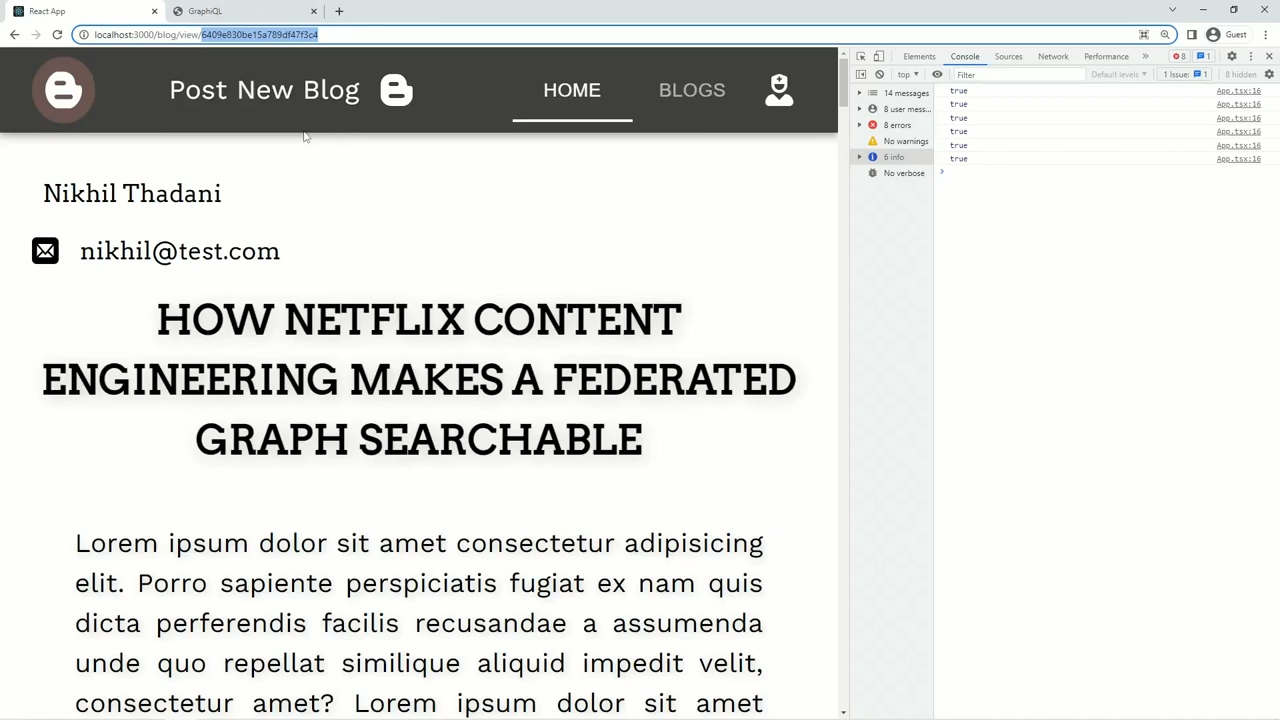 React App
GraphiQL
localhost:3000/blog/view/6409e830be15a789df47f3c4
Guest
Post New Blog
HOME
BLOGS
Nikhil Thadani
nikhil@test.com
HOW NETFLIX CONTENT
ENGINEERING MAKES A FEDERATED
GRAPH SEARCHABLE
Lorem ipsum dolor sit amet consectetur adipisicing
elit. Porro sapiente perspiciatis fugiat ex nam quis
dicta perferendis facilis recusandae a assumenda
unde quo repellat similique aliquid impedit velit,
consectetur amet? Lorem ipsum dolor sit amet
Elements Console Sources Network Performance » 8 1
top Filter Default levels 1 Issue: 1 8 hidden
14 messages
8 user mess...
8 errors
No warnings
6 info
No verbose
true App.tsx:16
true App.tsx:16
true App.tsx:16
true App.tsx:16
true App.tsx:16
true App.tsx:16